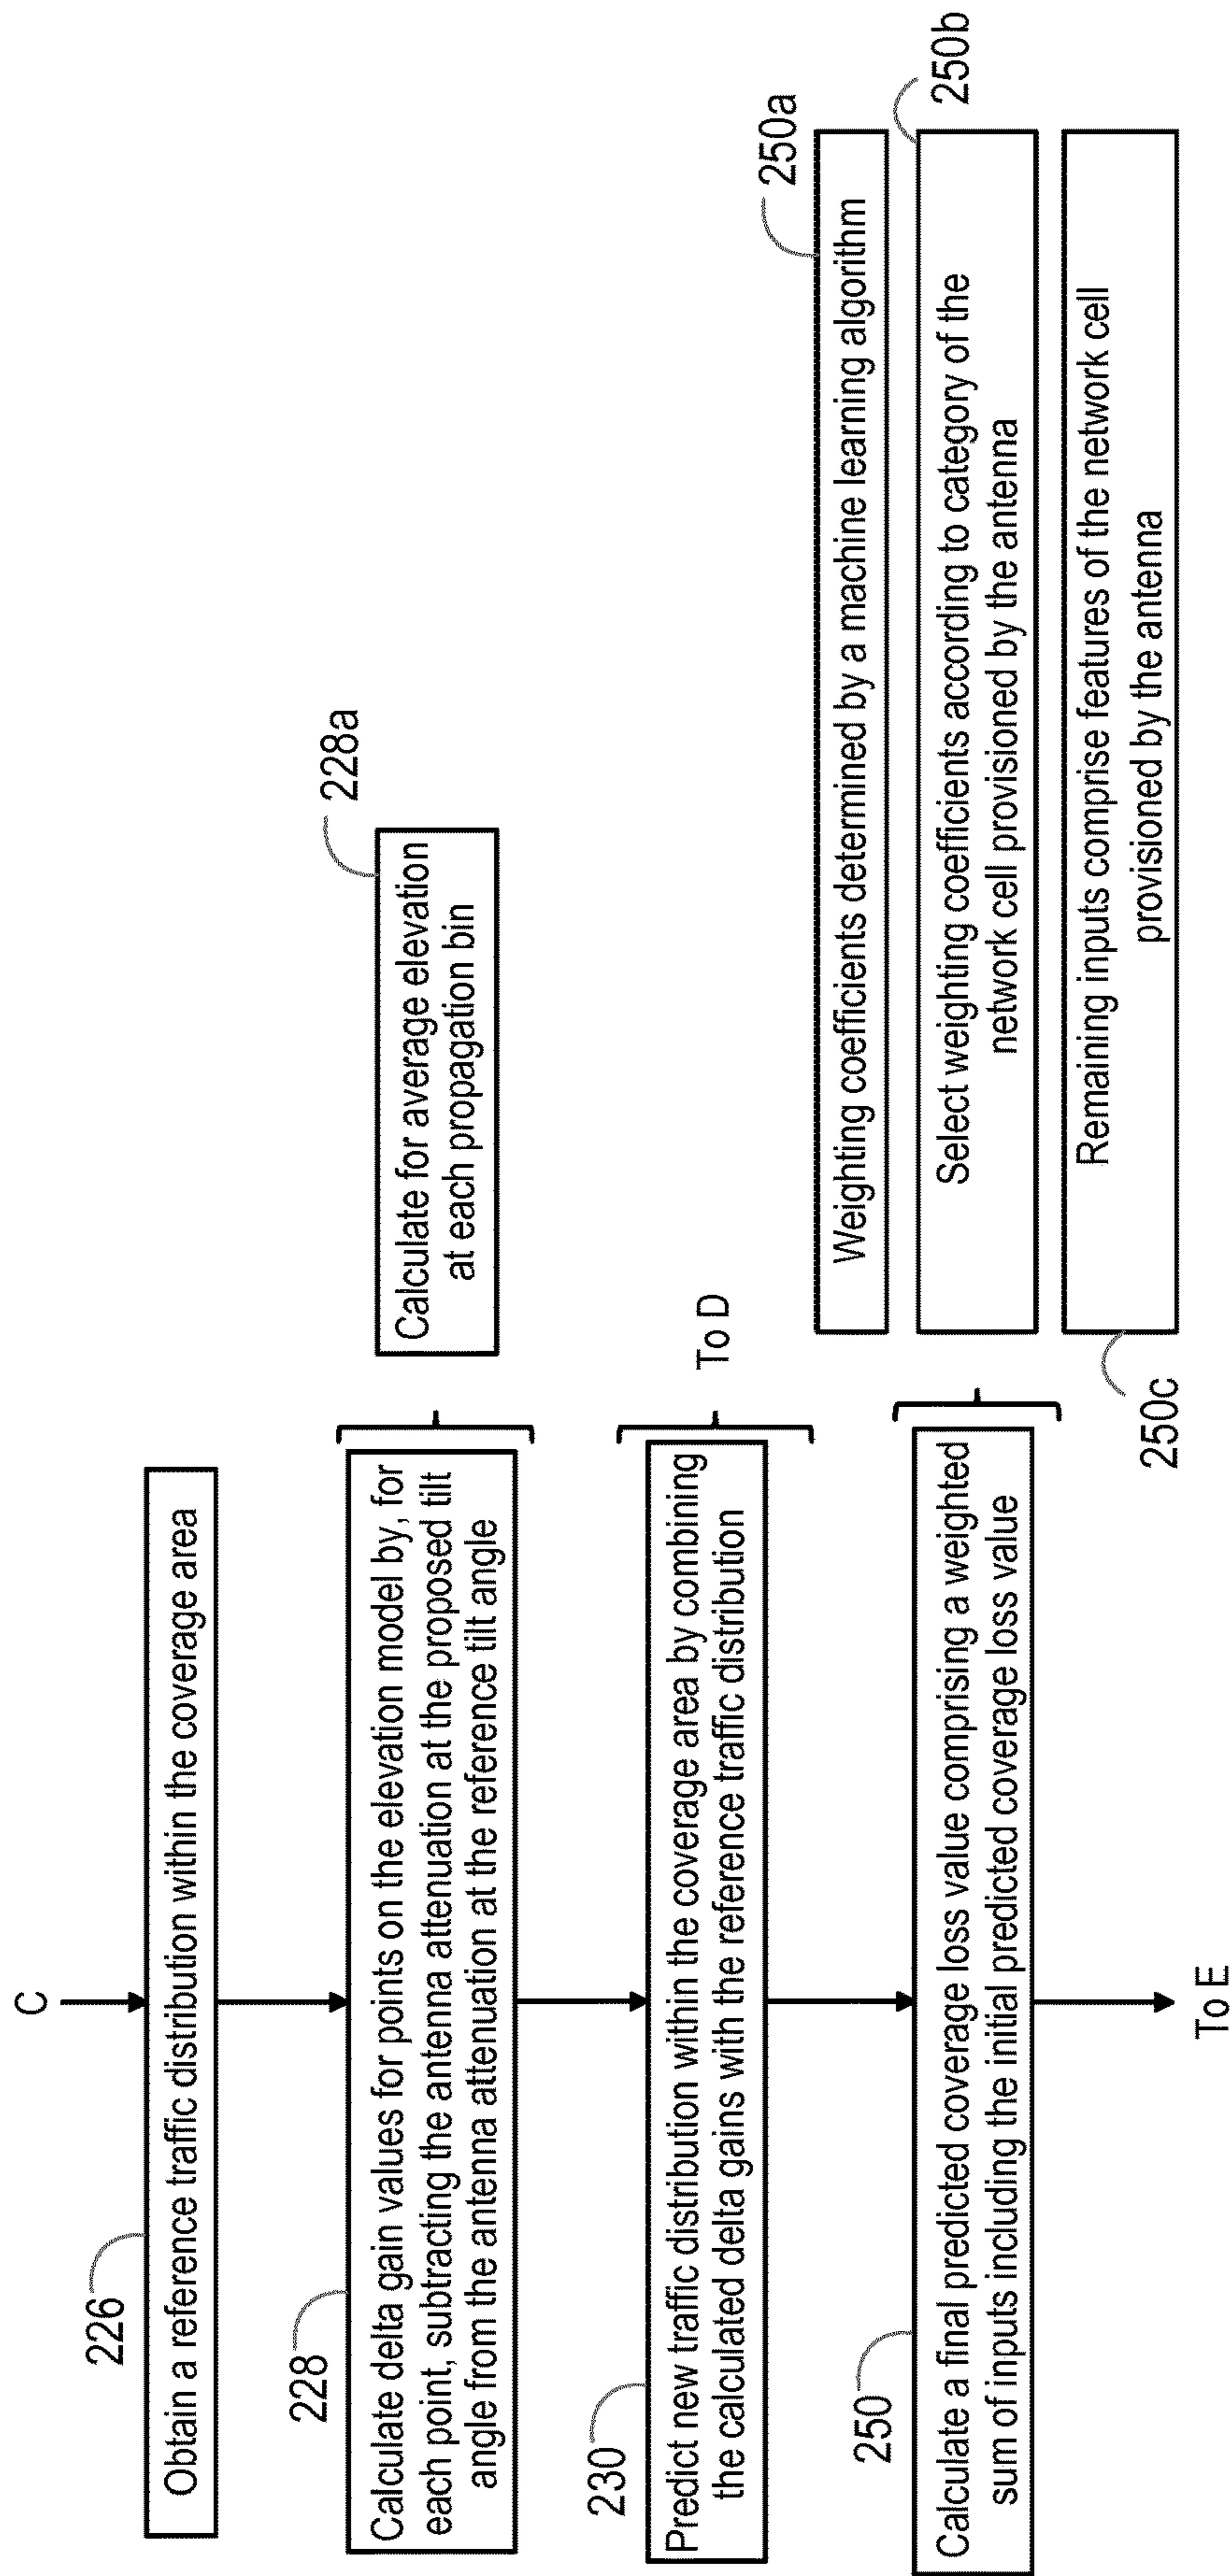 C
226
Obtain a reference traffic distribution within the coverage area
228
Calculate delta gain values for points on the elevation model by, for
each point, subtracting the antenna attenuation at the proposed tilt
angle from the antenna attenuation at the reference tilt angle
228a
Calculate for average elevation
at each propagation bin
230
Predict new traffic distribution within the coverage area by combining
the calculated delta gains with the reference traffic distribution
To D
250
Calculate a final predicted coverage loss value comprising a weighted
sum of inputs including the initial predicted coverage loss value
250a
Weighting coefficients determined by a machine learning algorithm
250b
Select weighting coefficients according to category of the
network cell provisioned by the antenna
250c
Remaining inputs comprise features of the network cell
provisioned by the antenna
To E